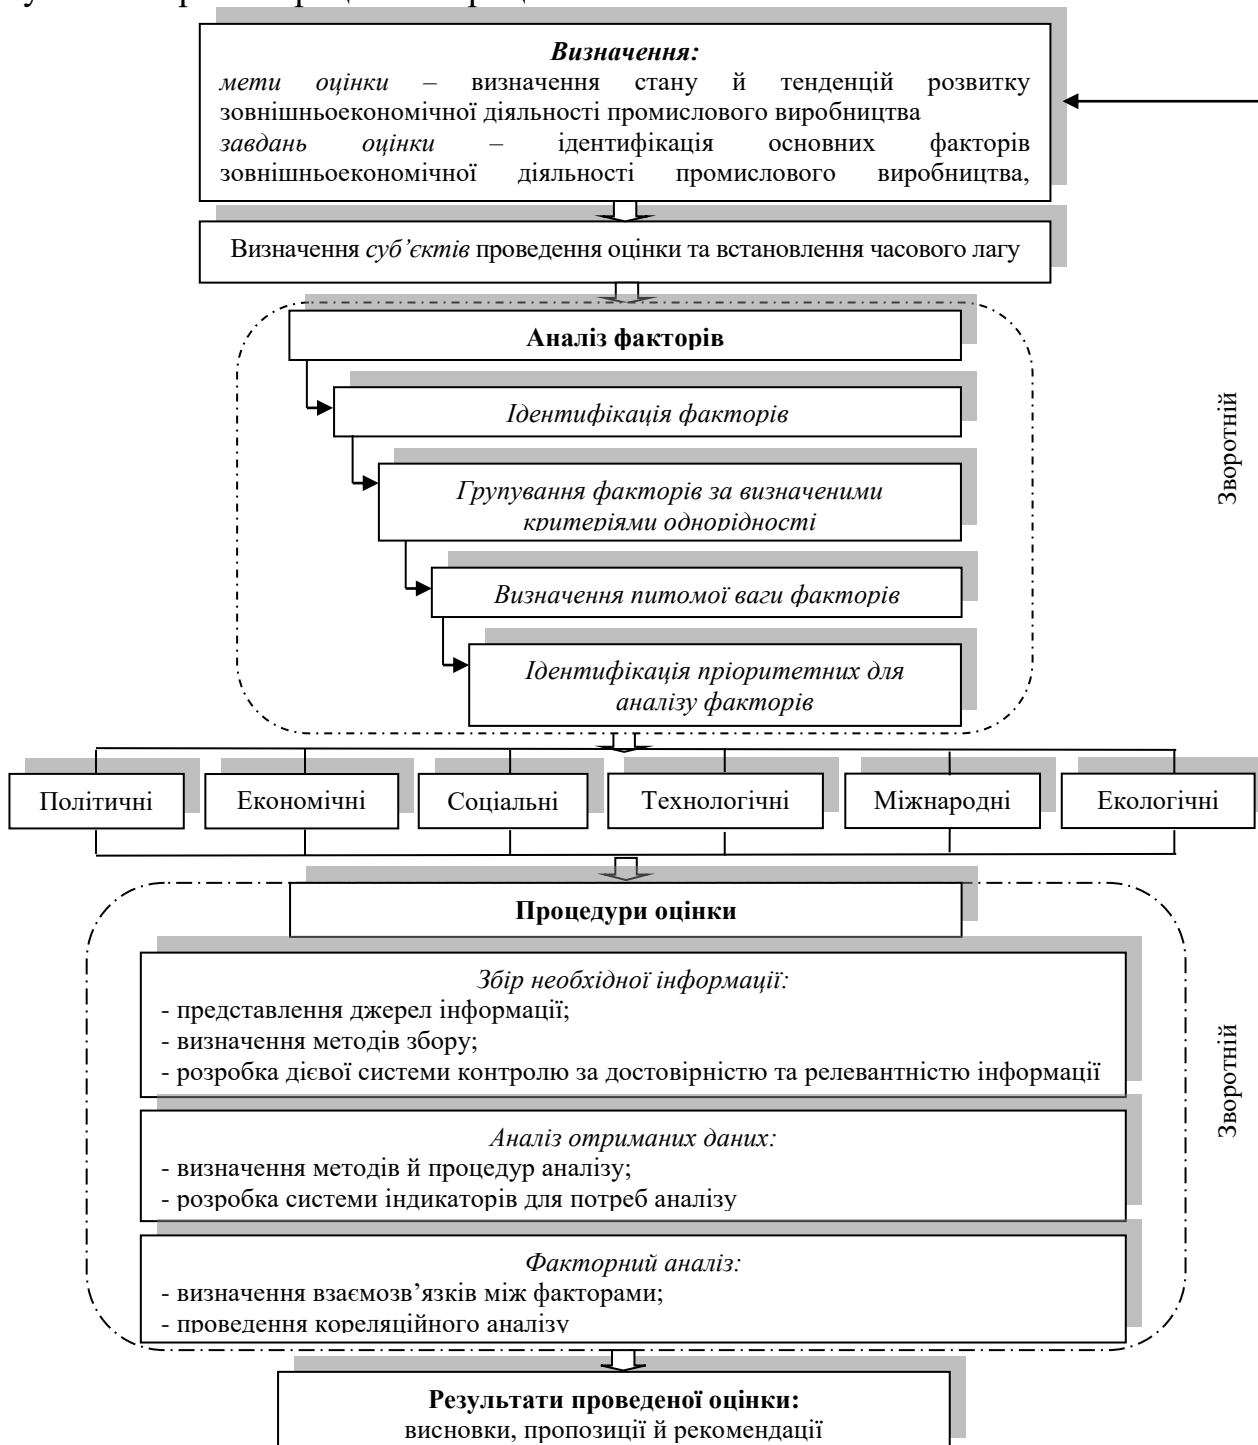 Визначення:
мети оцінки – визначення стану й тенденцій розвитку
зовнішньоекономічної діяльності промислового виробництва
завдань оцінки – ідентифікація основних факторів
зовнішньоекономічної діяльності промислового виробництва,
Визначення суб’єктів проведення оцінки та встановлення часового лагу
Аналіз факторів
Ідентифікація факторів
Групування факторів за визначеними
критеріями однорідності
Визначення питомої ваги факторів
Ідентифікація пріоритетних для
аналізу факторів
Зворотній
Політичні
Економічні
Соціальні
Технологічні
Міжнародні
Екологічні
Процедури оцінки
Збір необхідної інформації:
- представлення джерел інформації;
- визначення методів збору;
- розробка дієвої системи контролю за достовірністю та релевантністю інформації
Зворотній
Аналіз отриманих даних:
- визначення методів й процедур аналізу;
- розробка системи індикаторів для потреб аналізу
Факторний аналіз:
- визначення взаємозв’язків між факторами;
- проведення кореляційного аналізу
Результати проведеної оцінки:
висновки, пропозиції й рекомендації